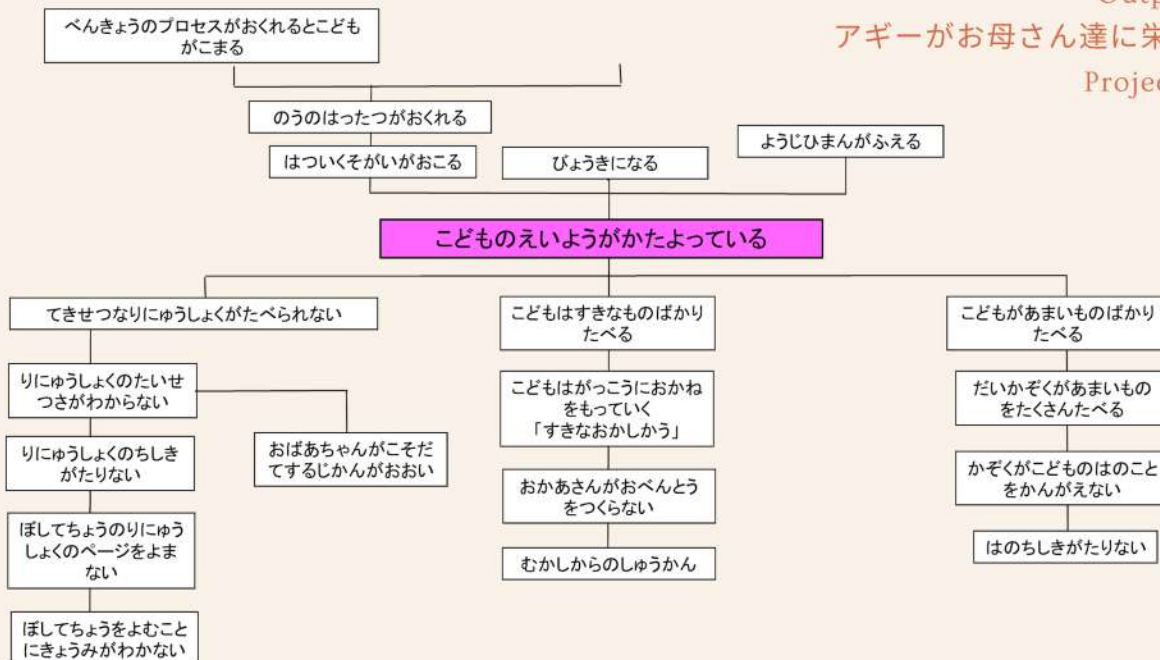 アギーがお母さん達に栄
Projec
べんきょうのプロセスがおくれるとこども
がこまる
のうのはったつがおくれる
はついくそがいがおこる
びょうきになる
ようじひまんがふえる
こどものえいようがかたよっている
てきせつなりにゅうしょくがたべられない
りにゅうしょくのたいせ
つさがわからない
おばあちゃんがこそだ
てするじかんがおおい
りにゅうしょくのちしき
がたりない
ぼしてちょうのりにゅう
しょくのページをよま
ない
ぼしてちょうをよむこと
にきょうみがわかない
こどもはすきなものばかり
たべる
こどもはがっこうにおかね
をもっていく
「すきなおかしかう」
おかあさんがおべんとう
をつくらない
むかしからのしゅうかん
こどもがあまいものばかり
たべる
だいかぞくがあまいもの
をたくさんたべる
かぞくがこどものはのこと
をかんがえない
はのちしきがたりない